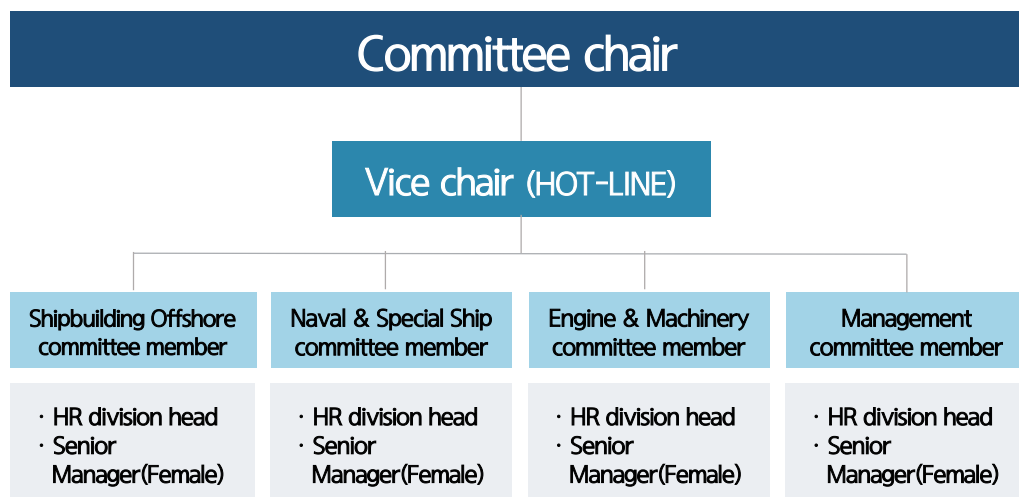 Committee chair
Vice chair (HOT-LINE)
Shipbuilding Offshore
committee member
Naval & Special Ship
committee member
Engine & Machinery
committee member
Management
committee member
· HR division head
· Senior
Manager(Female)
· HR division head
· Senior
Manager(Female)
· HR division head
· Senior
Manager(Female)
· HR division head
· Senior
Manager(Female)